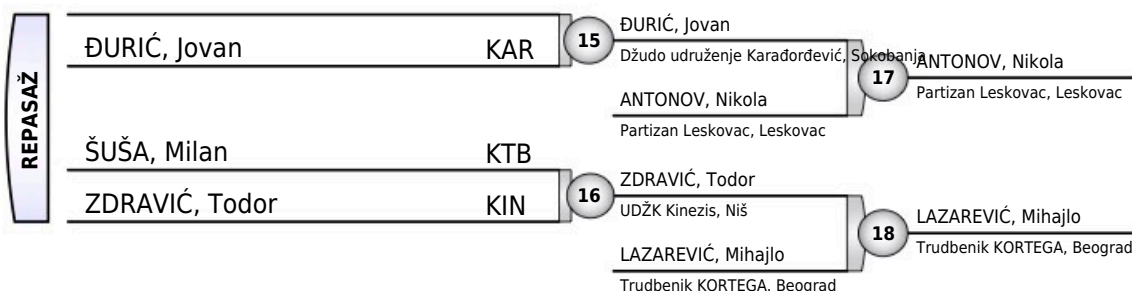 REPASAŽ
ĐURIĆ, Jovan KAR
ŠUŠA, Milan KTB
ZDRAVIĆ, Todor KIN
15
16
ĐURIĆ, Jovan
Džudo udruženje Karađorđević, Sokobanja
ANTONOV, Nikola
Partizan Leskovac, Leskovac
ZDRAVIĆ, Todor
UDŽK Kinezis, Niš
LAZAREVIĆ, Mihajlo
Trudbenik KORTEGA, Beograd
17
18
ANTONOV, Nikola
Partizan Leskovac, Leskovac
LAZAREVIĆ, Mihajlo
Trudbenik KORTEGA, Beograd